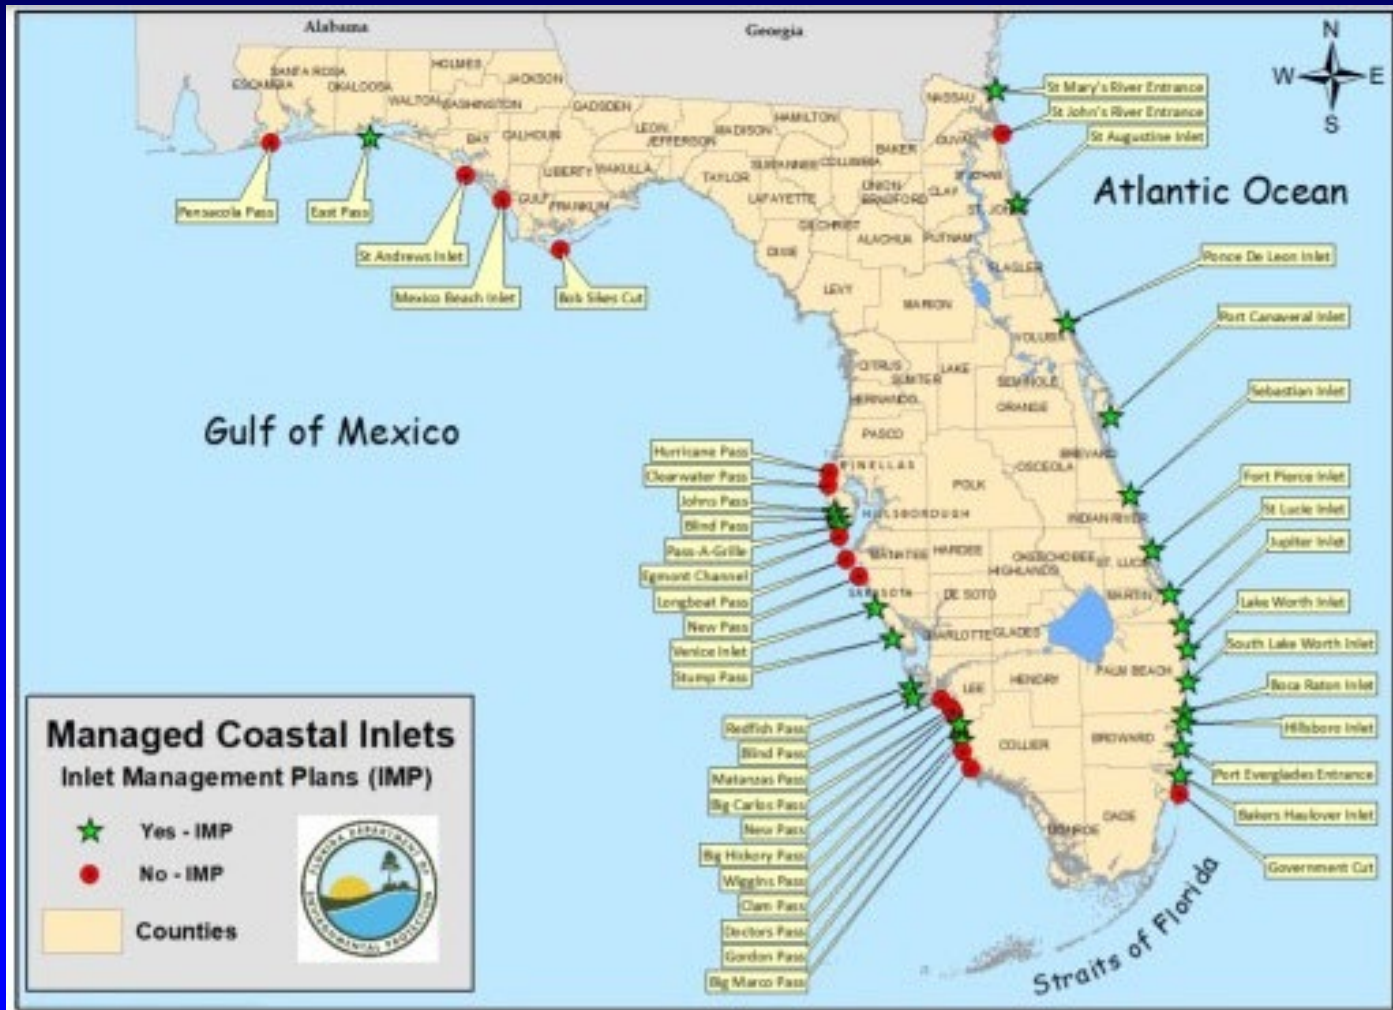 Alabama
Georgia
N
W E
S
ESCAMBIA
SANTA ROSA
OKALOOSA
HOLMES
JACKSON
WALTON
WASHINGTON
BAY
CALHOUN
GADSDEN
LEON
JEFFERSON
MADISON
HAMILTON
LIBERTY
WAKULLA
GULF
FRANKLIN
TAYLOR
SUWANNEE
COLUMBIA
LAFAYETTE
BAKER
NASSAU
DUVAL
UNION
BRADFORD
CLAY
ST. JOHNS
GILCHRIST
ALACHUA
PUTNAM
DIXIE
FLAGLER
LEVY
MARION
VOLUSIA
CITRUS
SUMTER
LAKE
SEMINOLE
HERNANDO
ORANGE
PASCO
PINELLAS
OSCEOLA
BREVARD
POLK
HILLSBOROUGH
INDIAN RIVER
MANATEE
HARDEE
OKEECHOBEE
HIGHLANDS
ST. LUCIE
SARASOTA
DE SOTO
MARTIN
CHARLOTTE
GLADES
LEE
HENDRY
PALM BEACH
COLLIER
BROWARD
MONROE
DADE
Pensacola Pass
East Pass
St Andrews Inlet
Mexico Beach Inlet
Bob Sikes Cut
St Mary's River Entrance
St John's River Entrance
St Augustine Inlet
Atlantic Ocean
Ponce De Leon Inlet
Port Canaveral Inlet
Sebastian Inlet
Fort Pierce Inlet
St Lucie Inlet
Jupiter Inlet
Lake Worth Inlet
South Lake Worth Inlet
Boca Raton Inlet
Hillsboro Inlet
Port Everglades Entrance
Bakers Haulover Inlet
Government Cut
Straits of Florida
Gulf of Mexico
Hurricane Pass
Clearwater Pass
Johns Pass
Blind Pass
Pass-A-Grille
Egmont Channel
Longboat Pass
New Pass
Venice Inlet
Stump Pass
Redfish Pass
Blind Pass
Matanzas Pass
Big Carlos Pass
New Pass
Big Hickory Pass
Wiggins Pass
Clam Pass
Doctors Pass
Gordon Pass
Big Marco Pass
Managed Coastal Inlets
Inlet Management Plans (IMP)
Yes - IMP
No - IMP
Counties
FLORIDA DEPARTMENT OF
ENVIRONMENTAL PROTECTION